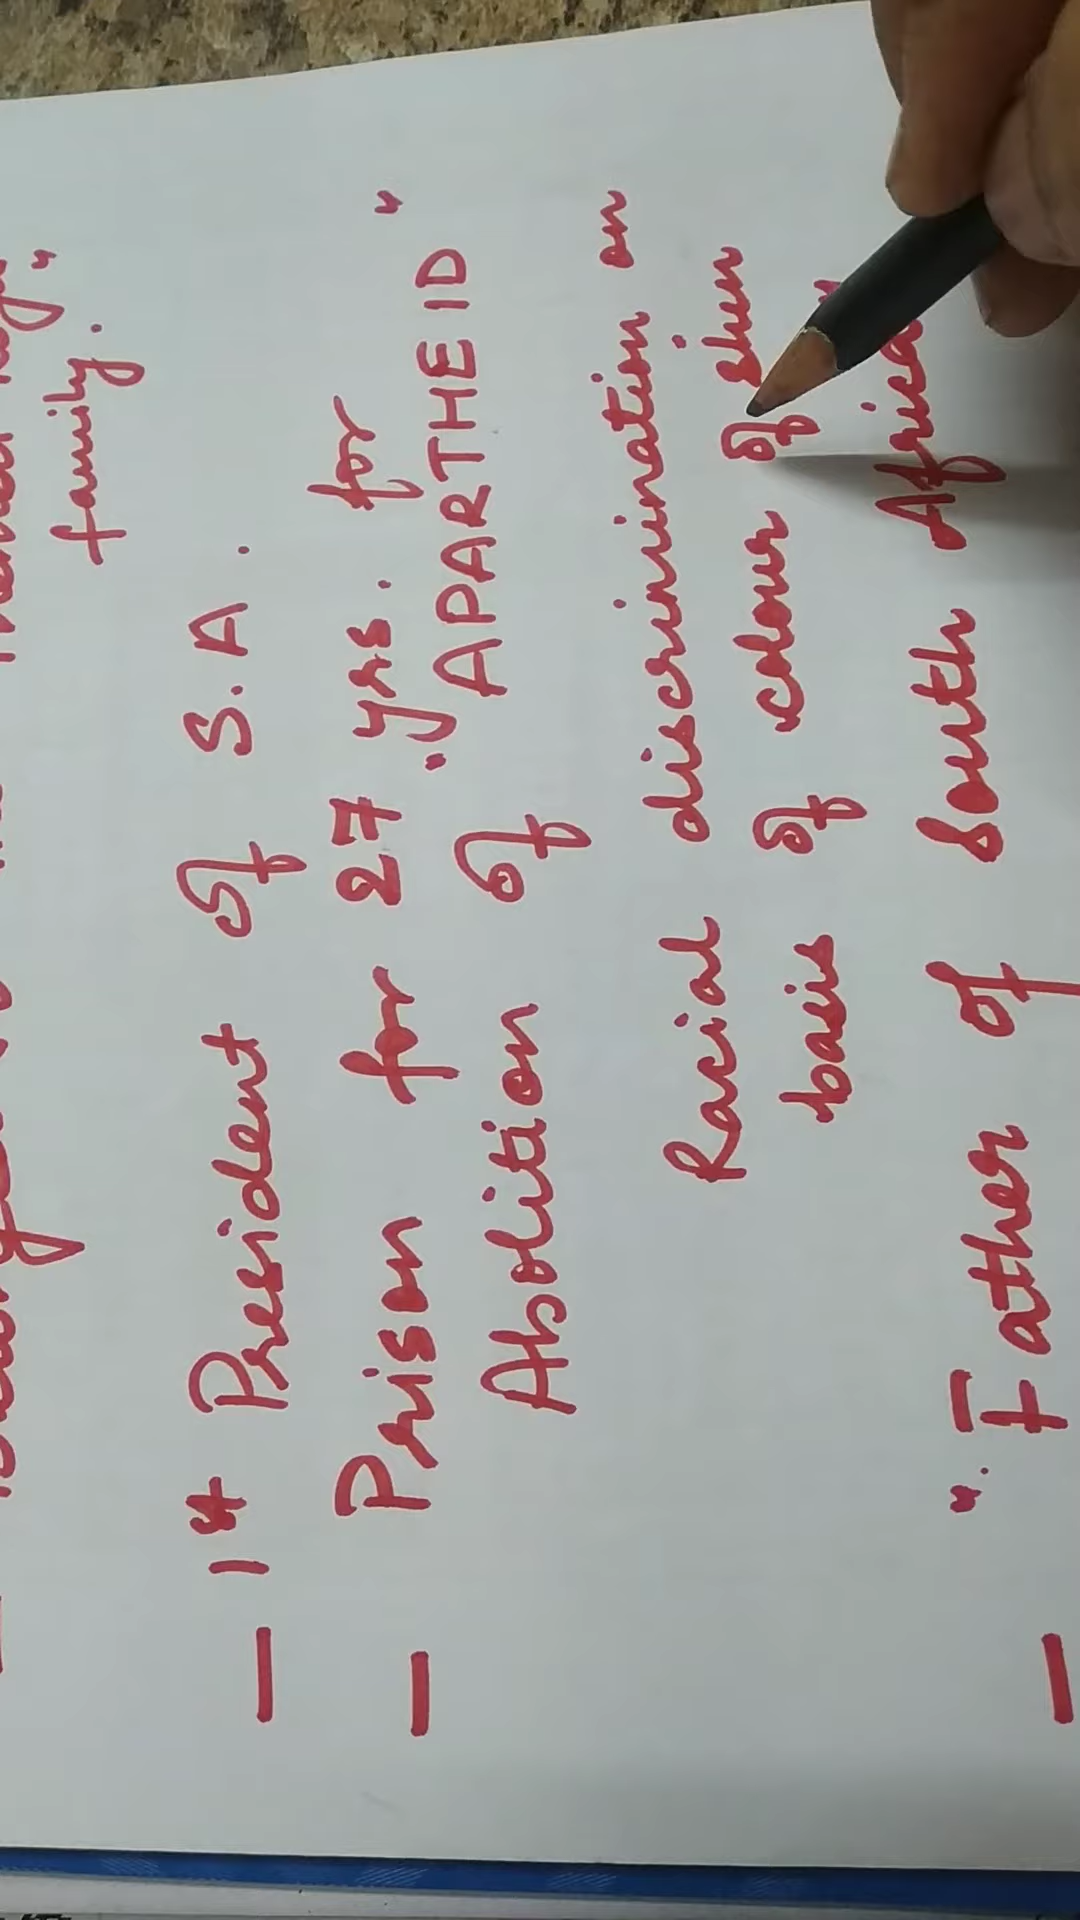 family."
— 1st President of S.A.
— Prison for 27 yrs. for
Abolition of "APARTHEID"
Racial discrimination on
basis of colour of
— "Father of South Africa"